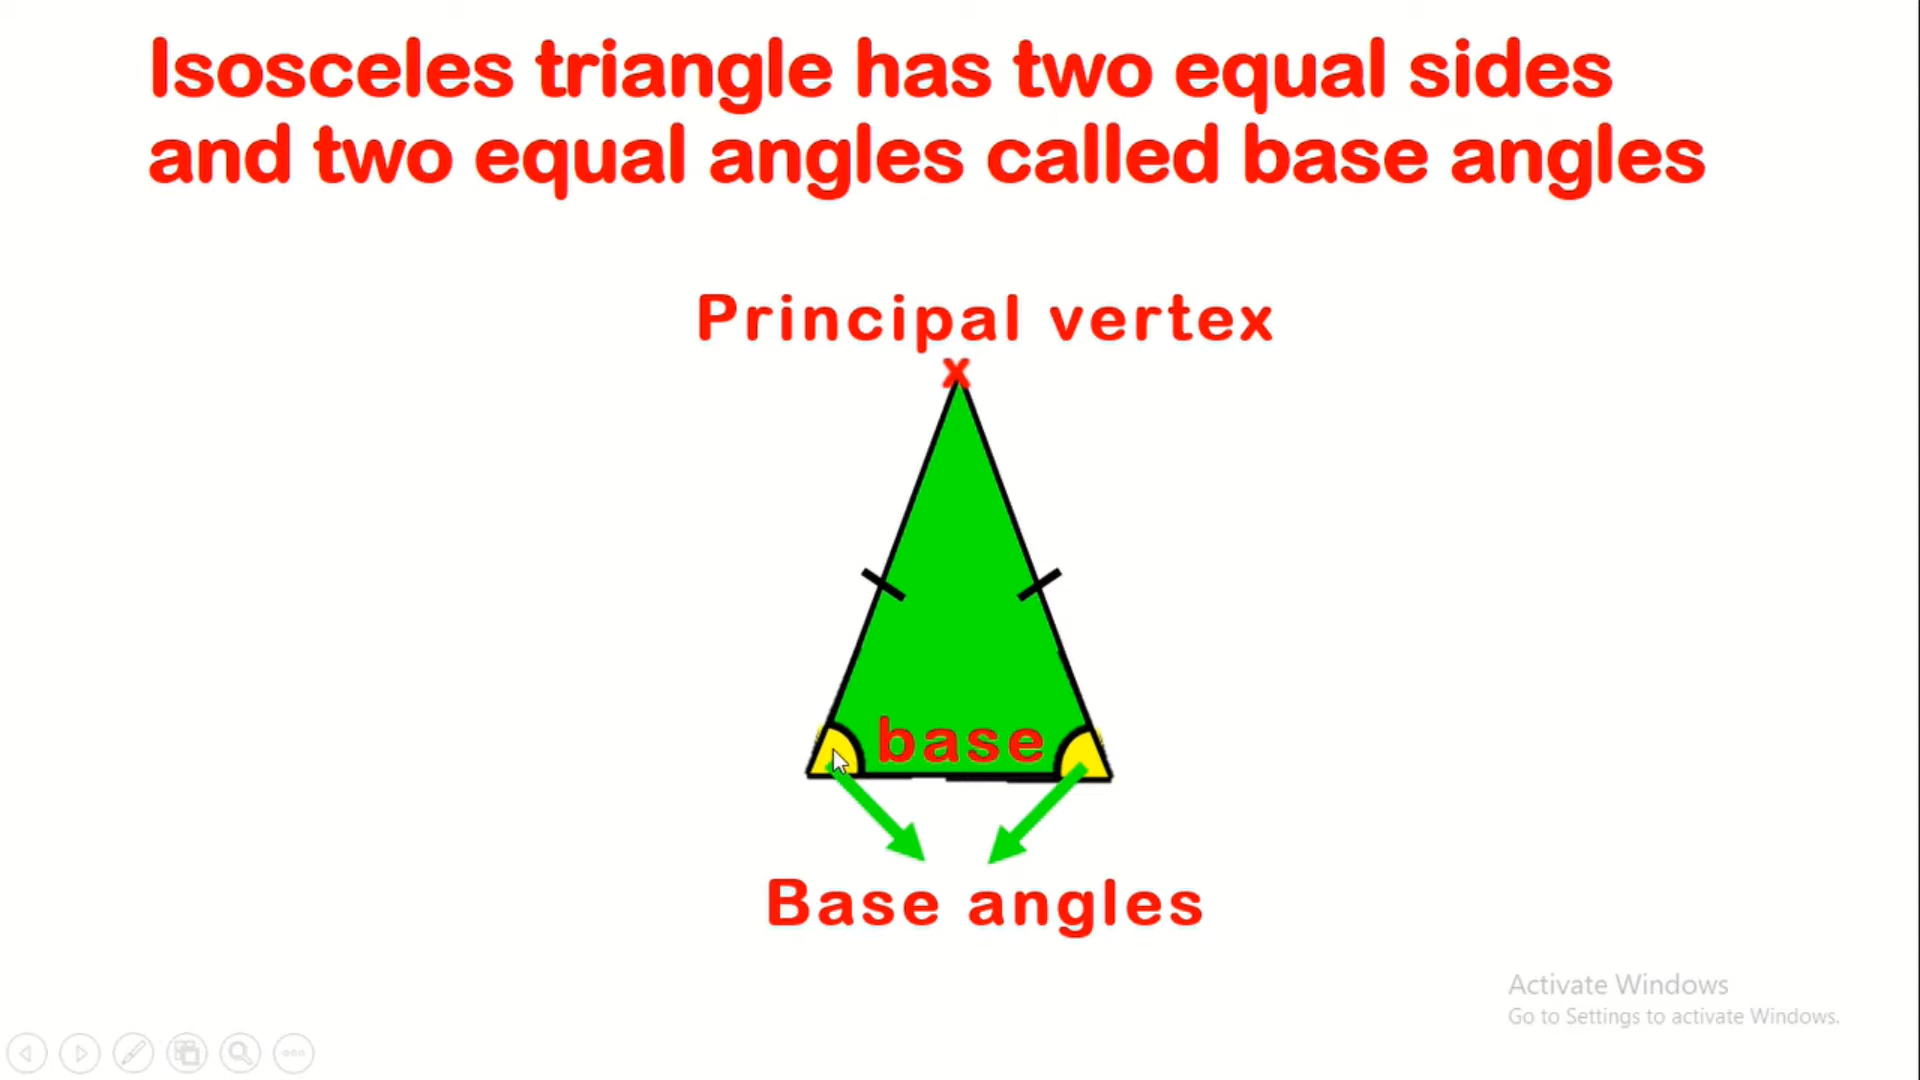 Isosceles triangle has two equal sides
and two equal angles called base angles
Principal vertex
x
base
Base angles
Activate Windows
Go to Settings to activate Windows.